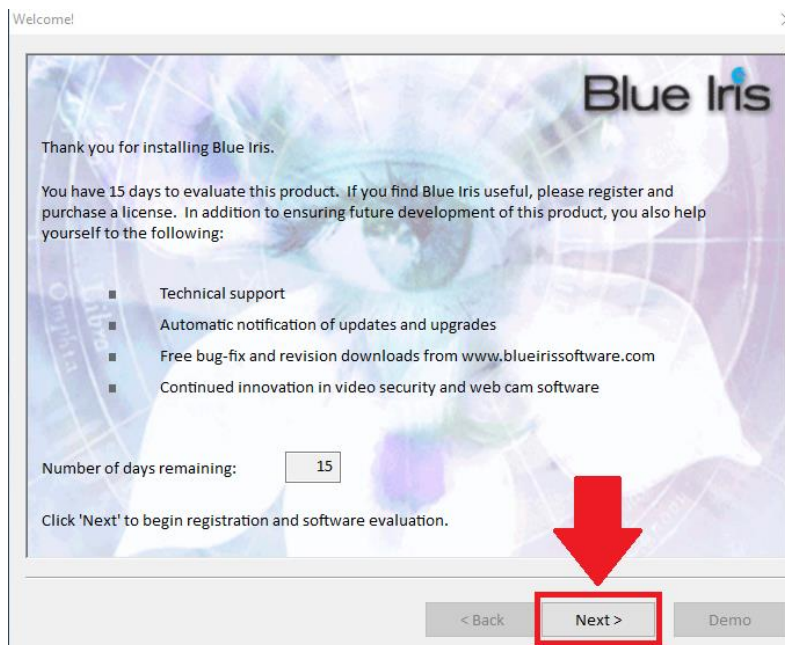 Welcome!
Blue Iris
Thank you for installing Blue Iris.
You have 15 days to evaluate this product. If you find Blue Iris useful, please register and
purchase a license. In addition to ensuring future development of this product, you also help
yourself to the following:
Technical support
Automatic notification of updates and upgrades
Free bug-fix and revision downloads from www.blueirissoftware.com
Continued innovation in video security and web cam software
Libra
Number of days remaining: 15
Click 'Next' to begin registration and software evaluation.
< Back Next > Demo